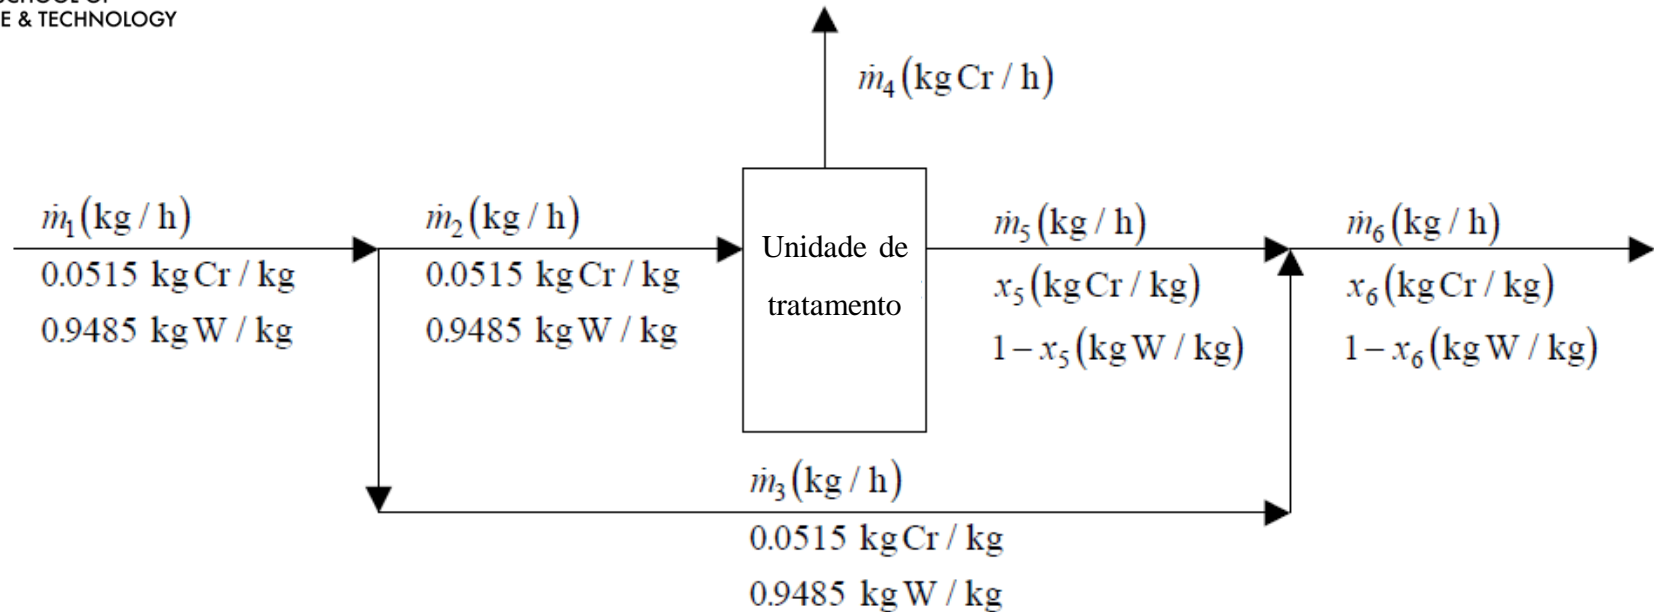 E & TECHNOLOGY
ṁ₄(kg Cr / h)
ṁ₁(kg / h)
0.0515 kg Cr / kg
0.9485 kg W / kg
ṁ₂(kg / h)
0.0515 kg Cr / kg
0.9485 kg W / kg
Unidade de
tratamento
ṁ₅(kg / h)
x₅(kg Cr / kg)
1−x₅(kg W / kg)
ṁ₆(kg / h)
x₆(kg Cr / kg)
1−x₆(kg W / kg)
ṁ₃(kg / h)
0.0515 kg Cr / kg
0.9485 kg W / kg